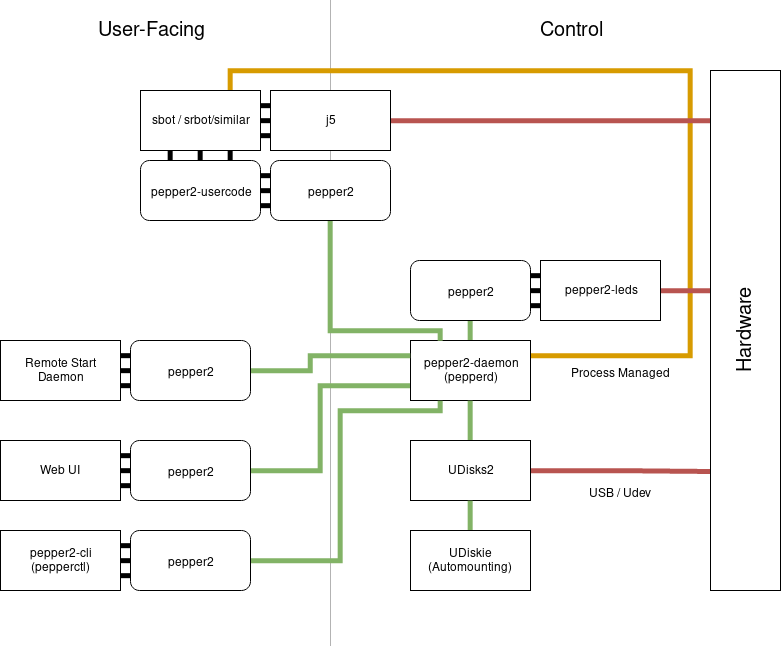 User-Facing
Control
sbot / srbot/similar
j5
pepper2-usercode
pepper2
pepper2
pepper2-leds
Hardware
Remote Start
Daemon
pepper2
pepper2-daemon
(pepperd)
Process Managed
Web UI
pepper2
UDisks2
USB / Udev
pepper2-cli
(pepperctl)
pepper2
UDiskie
(Automounting)